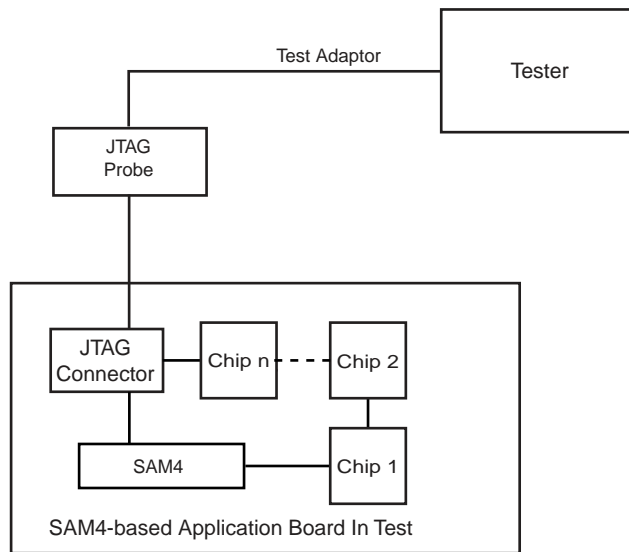 Test Adaptor
Tester
JTAG
Probe
JTAG
Connector
Chip n
Chip 2
SAM4
Chip 1
SAM4-based Application Board In Test